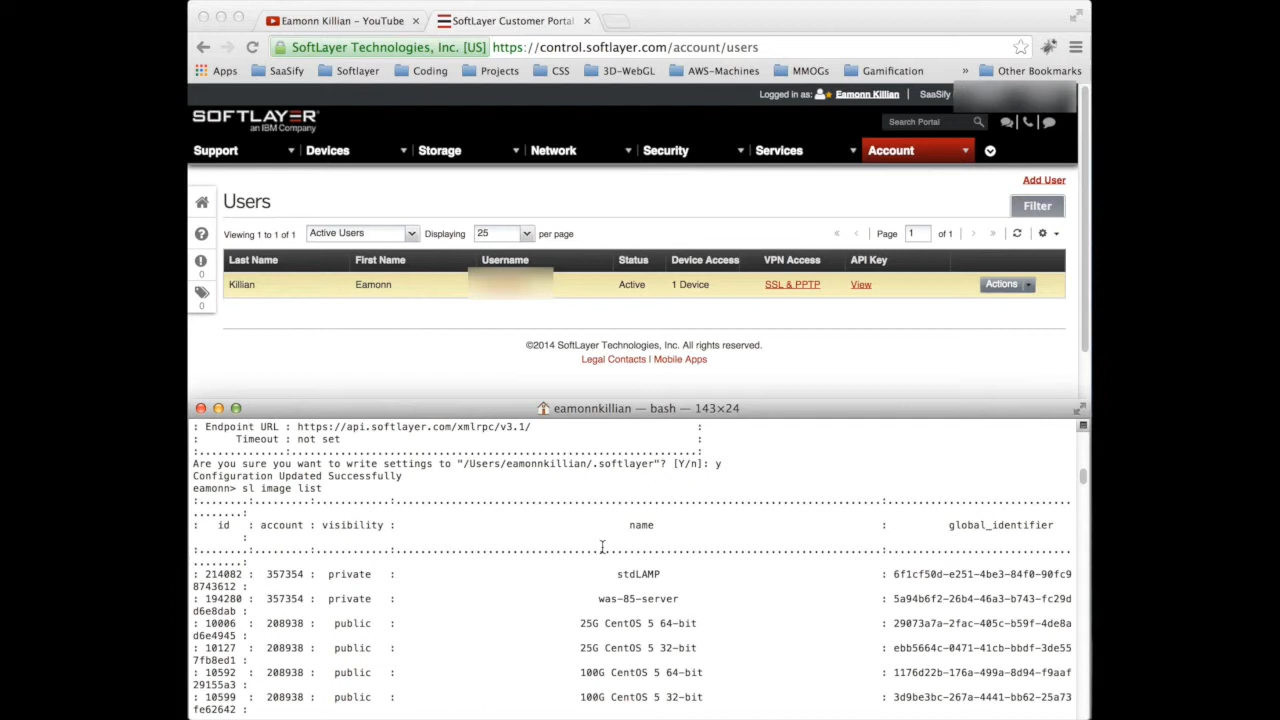 Eamonn Killian – YouTube × SoftLayer Customer Portal ×
SoftLayer Technologies, Inc. [US] https://control.softlayer.com/account/users
Apps SaaSify Softlayer Coding Projects CSS 3D-WebGL AWS-Machines MMOGs Gamification » Other Bookmarks
Logged in as: Eamonn Killian | SaaSify
SOFTLAYER
an IBM Company
Search Portal
Support Devices Storage Network Security Services Account
Add User
Users
Filter
Viewing 1 to 1 of 1 Active Users Displaying 25 per page « ‹ Page 1 of 1 › »
Last Name First Name Username Status Device Access VPN Access API Key
Killian Eamonn Active 1 Device SSL & PPTP View Actions
0
0
©2014 SoftLayer Technologies, Inc. All rights reserved.
Legal Contacts | Mobile Apps
eamonnkillian — bash — 143×24
: Endpoint URL : https://api.softlayer.com/xmlrpc/v3.1/ :
: Timeout : not set :
:..............:..................................................................:
Are you sure you want to write settings to "/Users/eamonnkillian/.softlayer"? [Y/n]: y
Configuration Updated Successfully
eamonn> sl image list
: id : account : visibility : name : global_identifier
:
: 214082 : 357354 : private : stdLAMP : 6f1cf50d-e251-4be3-84f0-90fc9
8743612 :
: 194280 : 357354 : private : was-85-server : 5a94b6f2-26b4-46a3-b743-fc29d
d6e8dab :
: 10006 : 208938 : public : 25G CentOS 5 64-bit : 29073a7a-2fac-405c-b59f-4de8a
d6e4945 :
: 10127 : 208938 : public : 25G CentOS 5 32-bit : ebb5664c-0471-41cb-bbdf-3de55
7fb8ed1 :
: 10592 : 208938 : public : 100G CentOS 5 64-bit : 1176d22b-176a-499a-8d94-f9aaf
29155a3 :
: 10599 : 208938 : public : 100G CentOS 5 32-bit : 3d9be3bc-267a-4441-bb62-25a73
fe62642 :